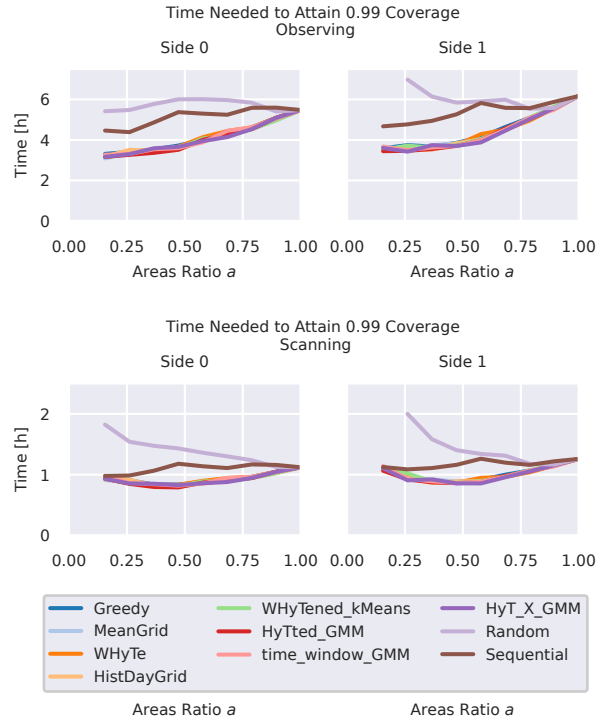 Time Needed to Attain 0.99 Coverage
Observing
Side 0
Side 1
Time [h]
6
4
2
0
0.00 0.25 0.50 0.75 1.00
0.00 0.25 0.50 0.75 1.00
Areas Ratio a
Areas Ratio a
Time Needed to Attain 0.99 Coverage
Scanning
Side 0
Side 1
Time [h]
2
1
0
0.00 0.25 0.50 0.75 1.00
0.00 0.25 0.50 0.75 1.00
Greedy
MeanGrid
WHyTe
HistDayGrid
WHyTened_kMeans
HyTted_GMM
time_window_GMM
HyT_X_GMM
Random
Sequential
Areas Ratio a
Areas Ratio a